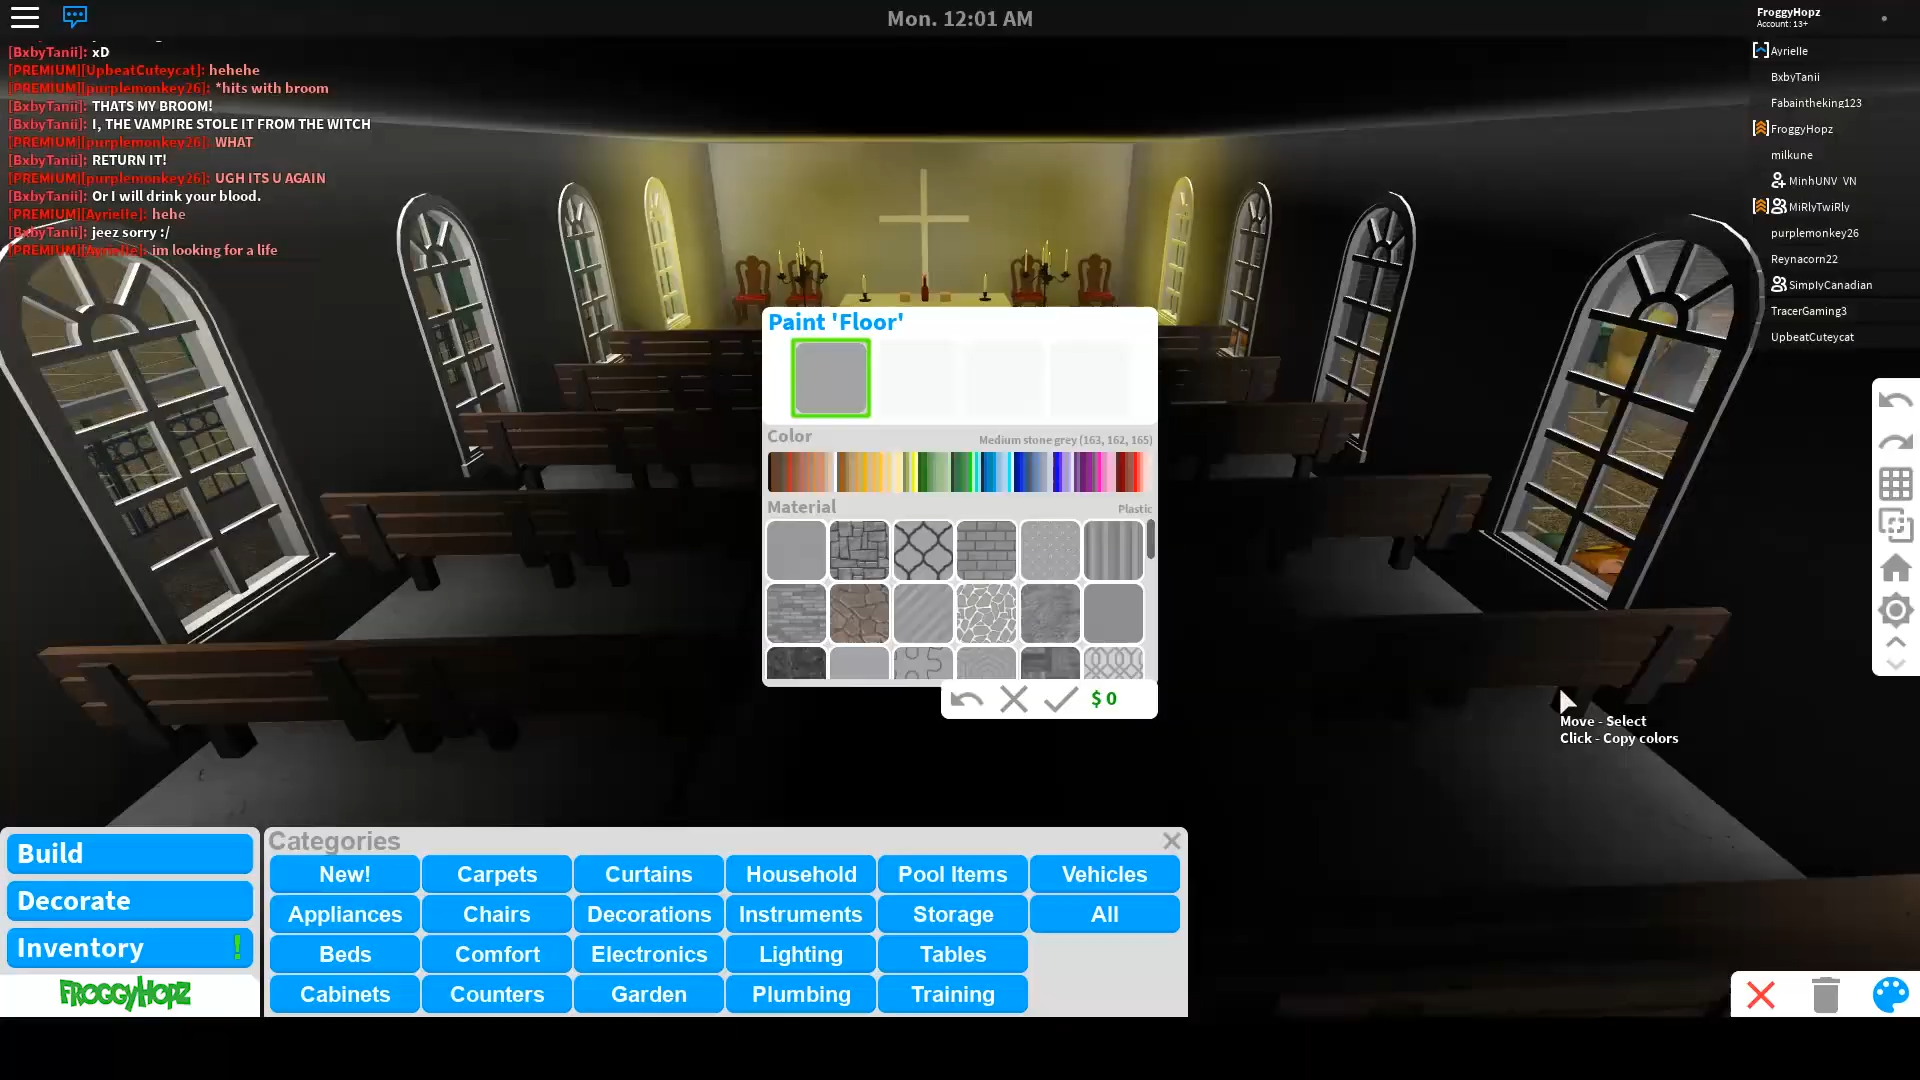 Mon. 12:01 AM
FroggyHopz
Account: 13+
[BxbyTanii]: xD
[PREMIUM][UpbeatCuteycat]: hehehe
[PREMIUM][purplemonkey26]: *hits with broom
[BxbyTanii]: THATS MY BROOM!
[BxbyTanii]: I, THE VAMPIRE STOLE IT FROM THE WITCH
[PREMIUM][purplemonkey26]: WHAT
[BxbyTanii]: RETURN IT!
[PREMIUM][purplemonkey26]: UGH ITS U AGAIN
[BxbyTanii]: Or I will drink your blood.
[PREMIUM][Ayrielle]: hehe
[BxbyTanii]: jeez sorry :/
[PREMIUM][Ayrielle]: im looking for a life
Ayrielle
BxbyTanii
Fabaintheking123
FroggyHopz
milkune
MinhUNV_VN
MiRlyTwiRly
purplemonkey26
Reynacorn22
SimplyCanadian
TracerGaming3
UpbeatCuteycat
Paint 'Floor'
Color
Medium stone grey (163, 162, 165)
Material
Plastic
$ 0
Move - Select
Click - Copy colors
Build
Decorate
Inventory !
FROGGYHOPZ
Categories
New! Carpets Curtains Household Pool Items Vehicles
Appliances Chairs Decorations Instruments Storage All
Beds Comfort Electronics Lighting Tables
Cabinets Counters Garden Plumbing Training